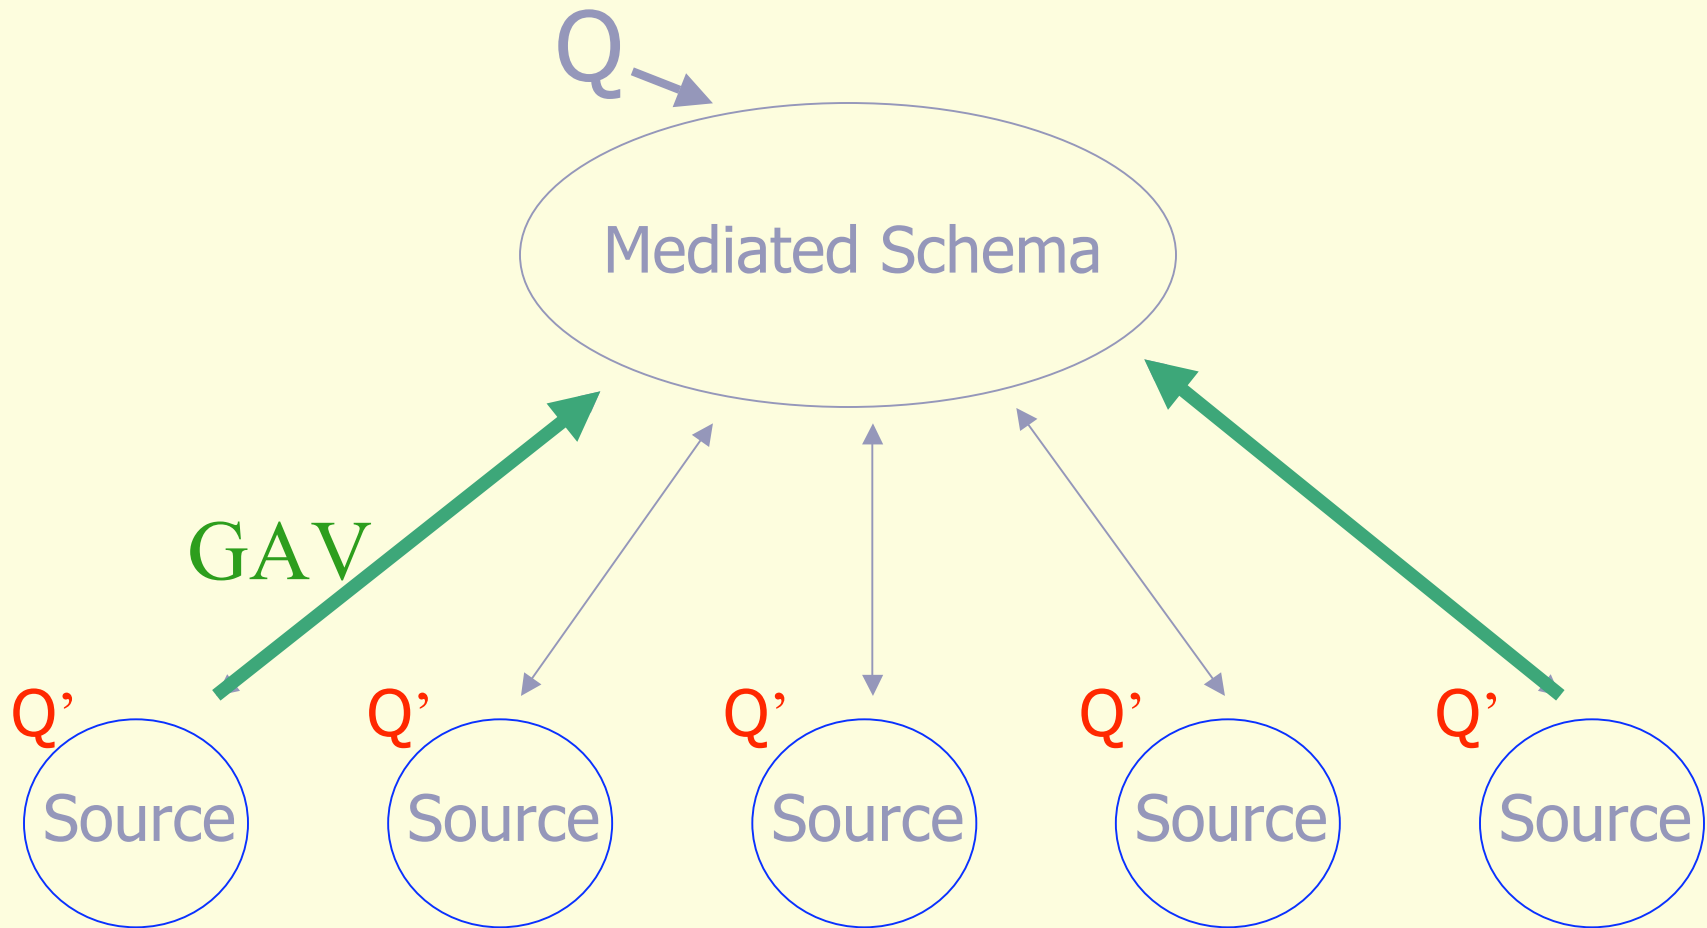 Q
Mediated Schema
GAV
Q’ Q’ Q’ Q’ Q’
Source Source Source Source Source